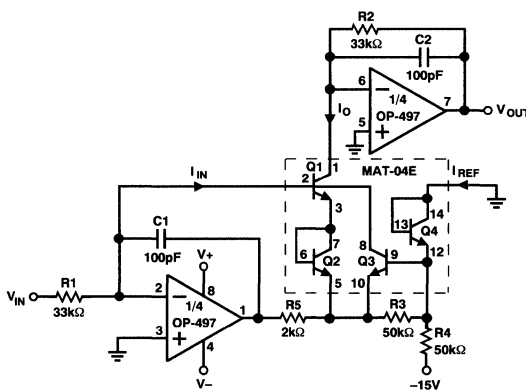 R2
33kΩ
C2
100pF
6
−
1/4
OP-497
7
5
+
VOUT
IO
Q1
1
MAT-04E
IREF
IIN
2
3
14
13
Q4
C1
100pF
7
8
6
Q2
Q3
9
12
5
10
V+
R1
33kΩ
VIN
2
−
8
1/4
OP-497
1
3
+
4
V−
R5
2kΩ
R3
50kΩ
R4
50kΩ
−15V